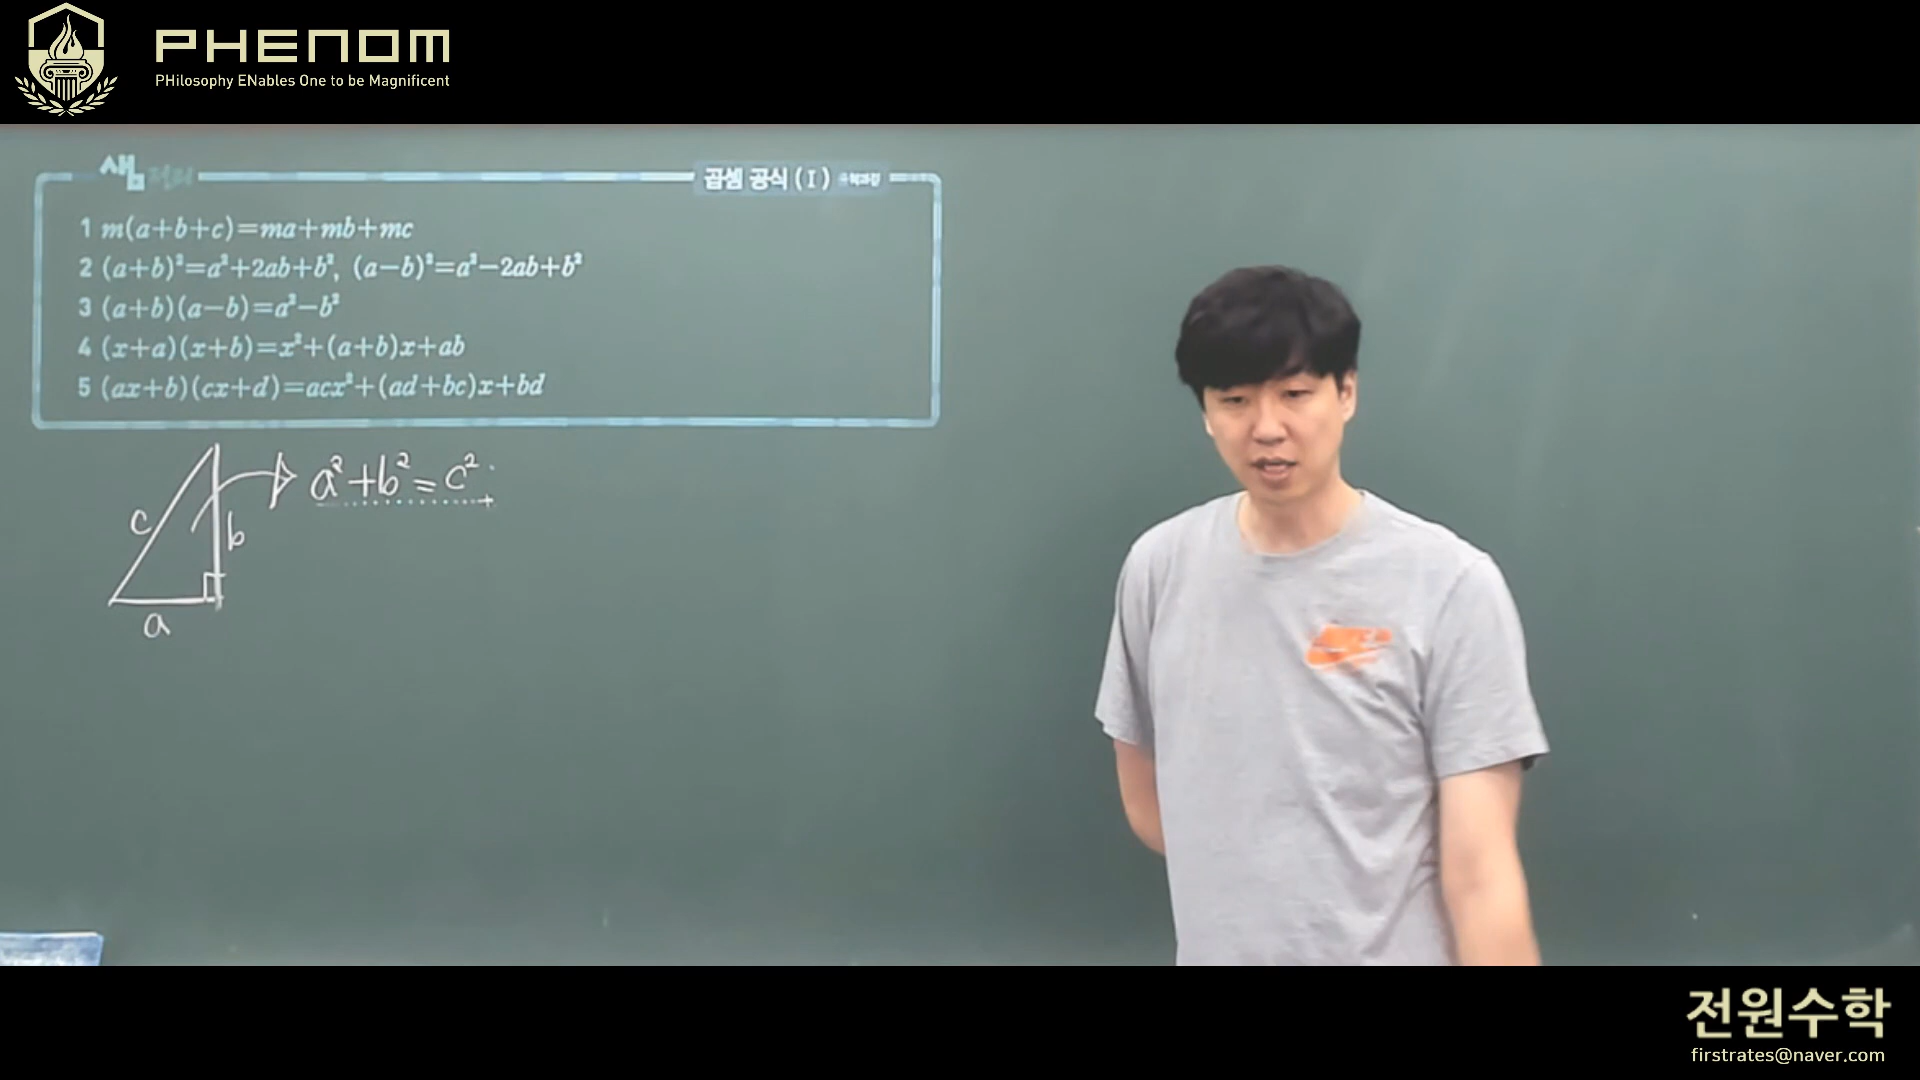 PHENOM
PHilosophy ENables One to be Magnificent
샘
곱셈 공식 (I)
1 m(a+b+c)=ma+mb+mc
2 (a+b)²=a²+2ab+b², (a−b)²=a²−2ab+b²
3 (a+b)(a−b)=a²−b²
4 (x+a)(x+b)=x²+(a+b)x+ab
5 (ax+b)(cx+d)=acx²+(ad+bc)x+bd
a²+b²=c²
c
b
a
전원수학
firstrates@naver.com